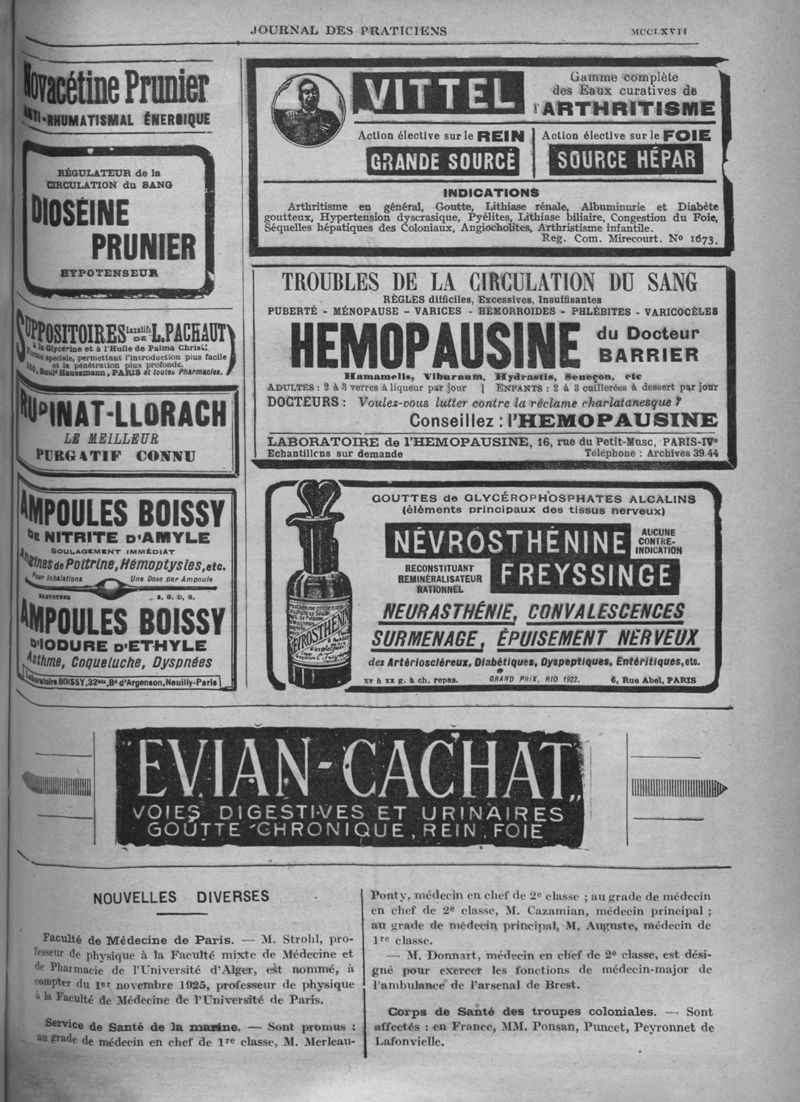 JOURNAL DES PRATICIENS
MCCLXVII
Novacétine Prunier
ANTI-RHUMATISMAL ÉNERGIQUE
RÉGULATEUR de la
CIRCULATION du SANG
DIOSÉINE
PRUNIER
HYPOTENSEUR
SUPPOSITOIRES laxatifs DE L. PACHAUT
à la Glycérine et à l'Huile de Palma Christi
Forme spéciale, permettant l'introduction plus facile
et la pénétration plus profonde.
130, Boul<sup>d</sup> Haussmann, PARIS et toutes Pharmacies.
RUBINAT-LLORACH
LE MEILLEUR
PURGATIF CONNU
AMPOULES BOISSY
DE NITRITE D'AMYLE
SOULAGEMENT IMMÉDIAT
Angines de Poitrine, Hémoptysles, etc.
Pour Inhalations Une Dose par Ampoule
S. G. D. G.
AMPOULES BOISSY
D'IODURE D'ETHYLE
Asthme, Coqueluche, Dyspnées
Laboratoire BOISSY, 32bis, Bd d'Argenson, Neuilly-Paris
VITTEL
Gamme complète
des Eaux curatives de
l'ARTHRITISME
Action élective sur le REIN
GRANDE SOURCE
Action élective sur le FOIE
SOURCE HÉPAR
INDICATIONS
Arthritisme en général, Goutte, Lithiase rénale, Albuminurie et Diabète
goutteux, Hypertension dyscrasique, Pyélites, Lithiase biliaire, Congestion du Foie,
Séquelles hépatiques des Coloniaux, Angiocholites, Arthristisme infantile.
Reg. Com. Mirecourt. No 1673.
TROUBLES DE LA CIRCULATION DU SANG
RÈGLES difficiles, Excessives, Insuffisantes
PUBERTÉ - MÉNOPAUSE - VARICES - HÉMORROIDES - PHLÉBITES - VARICOCÈLES
HEMOPAUSINE du Docteur
BARRIER
Hamamelis, Viburnum, Hydrastis, Seneçon, etc
ADULTES : 2 à 3 verres à liqueur par jour | ENFANTS : 2 à 3 cuillerées à dessert par jour
DOCTEURS : Voulez-vous lutter contre la réclame charlatanesque ?
Conseillez : l'HEMOPAUSINE
LABORATOIRE de l'HEMOPAUSINE, 16, rue du Petit-Musc, PARIS-IVe
Echantillons sur demande Téléphone : Archives 39.44
GOUTTES de GLYCÉROPHOSPHATES ALCALINS
(éléments principaux des tissus nerveux)
NÉVROSTHÉNINE
AUCUNE
CONTRE-
INDICATION
RECONSTITUANT
REMINÉRALISATEUR
RATIONNEL
FREYSSINGE
NEURASTHÉNIE, CONVALESCENCES
SURMENAGE, ÉPUISEMENT NERVEUX
des Artérioscléreux, Diabétiques, Dyspeptiques, Entéritiques, etc.
XV à XX g. à ch. repas. GRAND PRIX, RIO 1922. 6, Rue Abel, PARIS
NÉVROSTHÉNINE
"EVIAN-CACHAT"
VOIES DIGESTIVES ET URINAIRES
GOUTTE CHRONIQUE, REIN, FOIE
NOUVELLES DIVERSES
Faculté de Médecine de Paris. — M. Strohl, pro-
fesseur de physique à la Faculté mixte de Médecine et
de Pharmacie de l'Université d'Alger, est nommé, à
compter du 1er novembre 1925, professeur de physique
à la Faculté de Médecine de l'Université de Paris.
Service de Santé de la marine. — Sont promus :
au grade de médecin en chef de 1re classe, M. Merleau-
Ponty, médecin en chef de 2e classe ; au grade de médecin
en chef de 2e classe, M. Cazamian, médecin principal ;
au grade de médecin principal, M. Auguste, médecin de
1re classe.
— M. Donnart, médecin en chef de 2e classe, est dési-
gné pour exercer les fonctions de médecin-major de
l'ambulance de l'arsenal de Brest.
Corps de Santé des troupes coloniales. — Sont
affectés : en France, MM. Ponsan, Puncet, Peyronnet de
Lafonvielle.